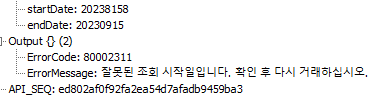 startDate: 20238158
endDate: 20230915
Output {} (2)
ErrorCode: 80002311
ErrorMessage: 잘못된 조회 시작일입니다. 확인 후 다시 거래하십시오.
API_SEQ: ed802af0f92fa2ea54d7afadb9459ba3